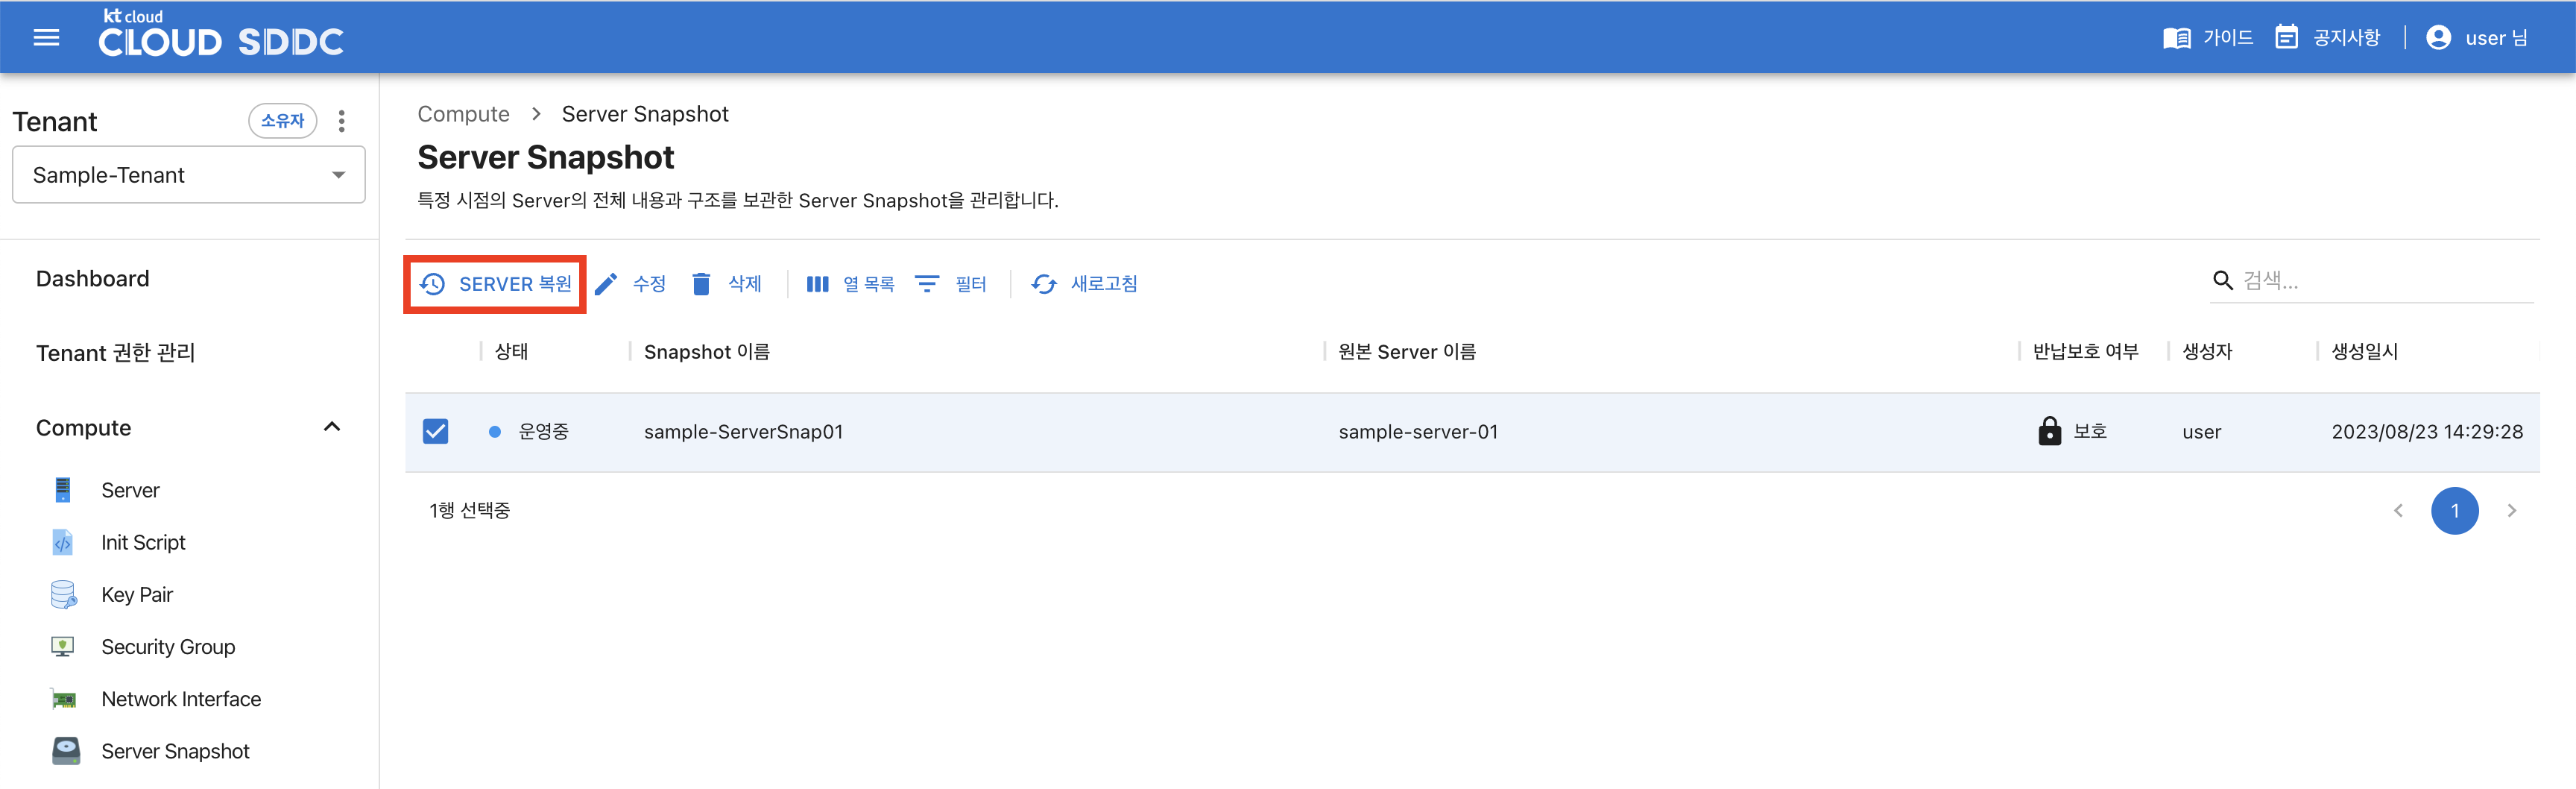 kt cloud
CLOUD SDDC
가이드
공지사항
user 님
Tenant
소유자
Sample-Tenant
Dashboard
Tenant 권한 관리
Compute
Server
Init Script
Key Pair
Security Group
Network Interface
Server Snapshot
Compute > Server Snapshot
Server Snapshot
특정 시점의 Server의 전체 내용과 구조를 보관한 Server Snapshot을 관리합니다.
SERVER 복원 수정 삭제 열 목록 필터 새로고침
검색...
상태 Snapshot 이름 원본 Server 이름 반납보호 여부 생성자 생성일시
운영중 sample-ServerSnap01 sample-server-01 보호 user 2023/08/23 14:29:28
1행 선택중
1